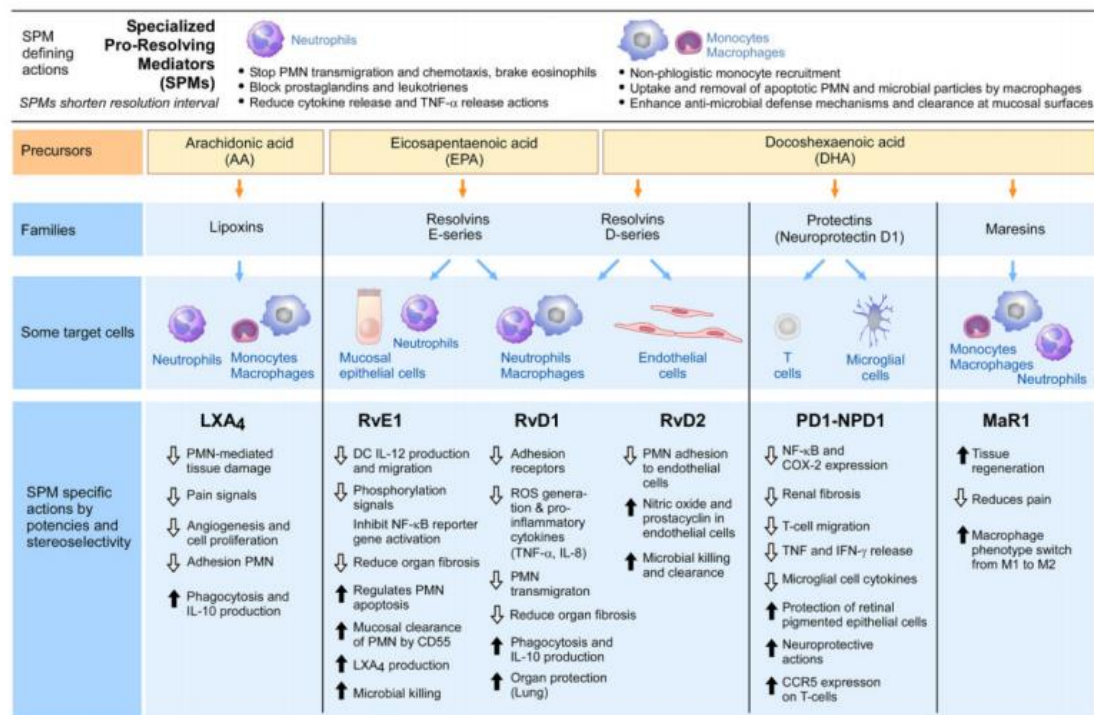 SPM
defining
actions
Specialized
Pro-Resolving
Mediators
(SPMs)
SPMs shorten resolution interval
Neutrophils
• Stop PMN transmigration and chemotaxis, brake eosinophils
• Block prostaglandins and leukotrienes
• Reduce cytokine release and TNF-α release actions
Monocytes
Macrophages
• Non-phlogistic monocyte recruitment
• Uptake and removal of apoptotic PMN and microbial particles by macrophages
• Enhance anti-microbial defense mechanisms and clearance at mucosal surfaces
Precursors
Arachidonic acid
(AA)
Eicosapentaenoic acid
(EPA)
Docoshexaenoic acid
(DHA)
Families
Lipoxins
Resolvins
E-series
Resolvins
D-series
Protectins
(Neuroprotectin D1)
Maresins
Some target cells
Neutrophils
Monocytes
Macrophages
Mucosal
epithelial cells
Neutrophils
Neutrophils
Macrophages
Endothelial
cells
T
cells
Microglial
cells
Monocytes
Macrophages
Neutrophils
SPM specific
actions by
potencies and
stereoselectivity
LXA4
PMN-mediated
tissue damage
Pain signals
Angiogenesis and
cell proliferation
Adhesion PMN
Phagocytosis and
IL-10 production
RvE1
DC IL-12 production
and migration
Phosphorylation
signals
Inhibit NF-κB reporter
gene activation
Reduce organ fibrosis
Regulates PMN
apoptosis
Mucosal clearance
of PMN by CD55
LXA4 production
Microbial killing
RvD1
Adhesion
receptors
ROS genera-
tion & pro-
inflammatory
cytokines
(TNF-α, IL-8)
PMN
transmigraton
Reduce organ fibrosis
Phagocytosis and
IL-10 production
Organ protection
(Lung)
RvD2
PMN adhesion
to endothelial
cells
Nitric oxide and
prostacyclin in
endothelial cells
Microbial killing
and clearance
PD1-NPD1
NF-κB and
COX-2 expression
Renal fibrosis
T-cell migration
TNF and IFN-γ release
Microglial cell cytokines
Protection of retinal
pigmented epithelial cells
Neuroprotective
actions
CCR5 expresson
on T-cells
MaR1
Tissue
regeneration
Reduces pain
Macrophage
phenotype switch
from M1 to M2